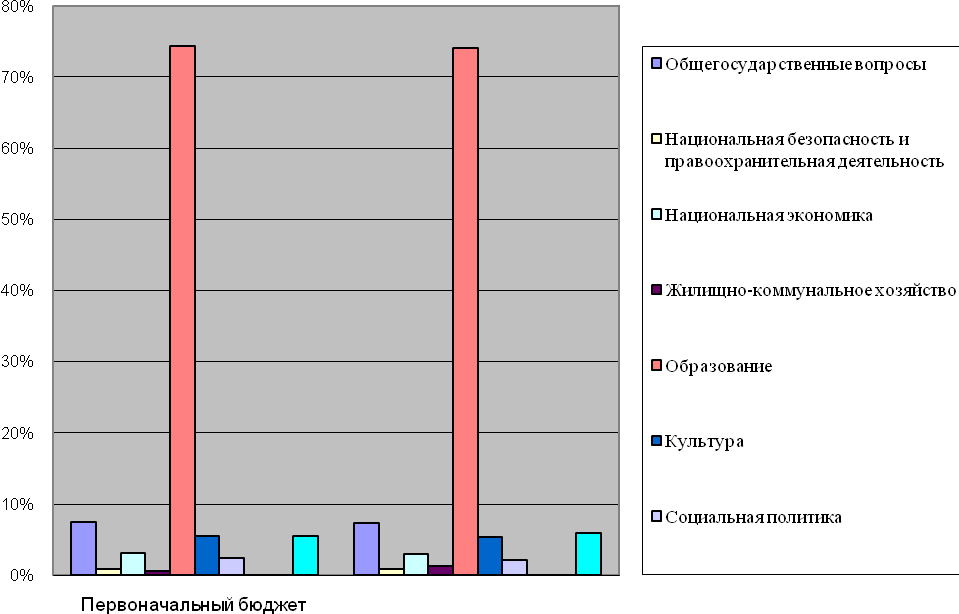 80%
70%
60%
50%
40%
30%
20%
10%
0%
Первоначальный бюджет
Общегосударственные вопросы
Национальная безопасность и
правоохранительная деятельность
Национальная экономика
Жилищно-коммунальное хозяйство
Образование
Культура
Социальная политика